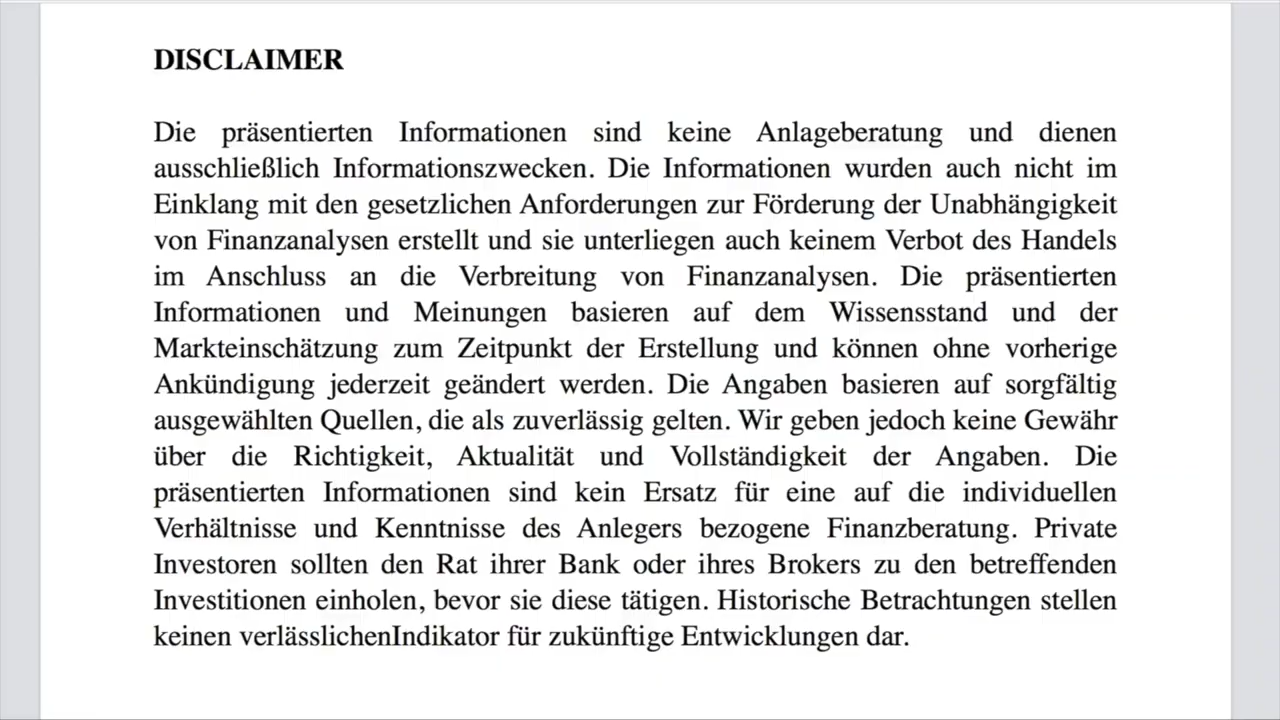 DISCLAIMER
Die präsentierten Informationen sind keine Anlageberatung und dienen
ausschließlich Informationszwecken. Die Informationen wurden auch nicht im
Einklang mit den gesetzlichen Anforderungen zur Förderung der Unabhängigkeit
von Finanzanalysen erstellt und sie unterliegen auch keinem Verbot des Handels
im Anschluss an die Verbreitung von Finanzanalysen. Die präsentierten
Informationen und Meinungen basieren auf dem Wissensstand und der
Markteinschätzung zum Zeitpunkt der Erstellung und können ohne vorherige
Ankündigung jederzeit geändert werden. Die Angaben basieren auf sorgfältig
ausgewählten Quellen, die als zuverlässig gelten. Wir geben jedoch keine Gewähr
über die Richtigkeit, Aktualität und Vollständigkeit der Angaben. Die
präsentierten Informationen sind kein Ersatz für eine auf die individuellen
Verhältnisse und Kenntnisse des Anlegers bezogene Finanzberatung. Private
Investoren sollten den Rat ihrer Bank oder ihres Brokers zu den betreffenden
Investitionen einholen, bevor sie diese tätigen. Historische Betrachtungen stellen
keinen verlässlichenIndikator für zukünftige Entwicklungen dar.